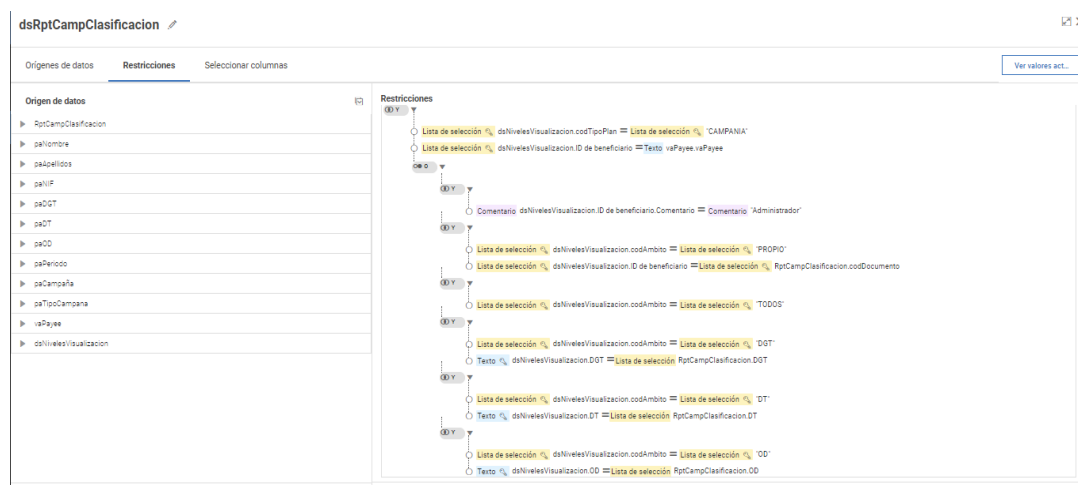 dsRptCampClasificacion
Orígenes de datos Restricciones Seleccionar columnas Ver valores act...
Origen de datos
RptCampClasificacion
paNombre
paApellidos
paNIF
paDGT
paDT
paOD
paPeriodo
paCampaña
paTipoCampana
vaPayee
dsNivelesVisualizacion
Restricciones
Y
Lista de selección dsNivelesVisualizacion.codTipoPlan = Lista de selección 'CAMPANIA'
Lista de selección dsNivelesVisualizacion.ID de beneficiario = Texto vaPayee.vaPayee
O
Y
Comentario dsNivelesVisualizacion.ID de beneficiario.Comentario = Comentario 'Administrador'
Y
Lista de selección dsNivelesVisualizacion.codAmbito = Lista de selección 'PROPIO'
Lista de selección dsNivelesVisualizacion.ID de beneficiario = Lista de selección RptCampClasificacion.codDocumento
Y
Lista de selección dsNivelesVisualizacion.codAmbito = Lista de selección 'TODOS'
Y
Lista de selección dsNivelesVisualizacion.codAmbito = Lista de selección 'DGT'
Texto dsNivelesVisualizacion.DGT = Lista de selección RptCampClasificacion.DGT
Y
Lista de selección dsNivelesVisualizacion.codAmbito = Lista de selección 'DT'
Texto dsNivelesVisualizacion.DT = Lista de selección RptCampClasificacion.DT
Y
Lista de selección dsNivelesVisualizacion.codAmbito = Lista de selección 'OD'
Texto dsNivelesVisualizacion.OD = Lista de selección RptCampClasificacion.OD